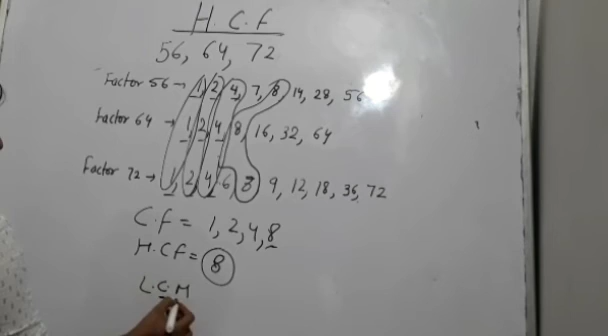 H.C.F
56, 64, 72
Factor 56→ 1, 2, 4, 7, 8, 14, 28, 56
Factor 64→ 1, 2, 4, 8, 16, 32, 64
Factor 72→ 1, 2, 4, 6, 8, 9, 12, 18, 36, 72
C.F = 1, 2, 4, 8
H.C.F = 8
L.C.M